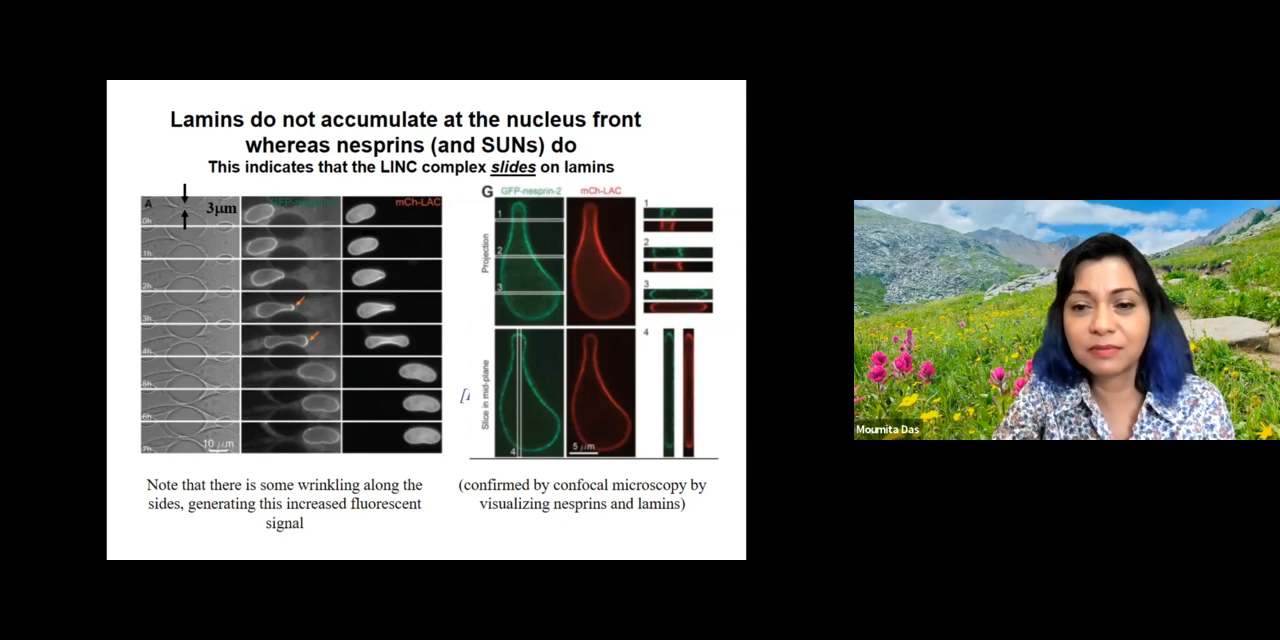 Lamins do not accumulate at the nucleus front
whereas nesprins (and SUNs) do
This indicates that the LINC complex slides on lamins
A
3μm
GFP-nesprin-2
mCh-LAC
0h
1h
2h
3h
4h
5h
6h
7h
10 μm
Note that there is some wrinkling along the
sides, generating this increased fluorescent
signal
G
GFP-nesprin-2
mCh-LAC
Projection
1
2
3
1
2
3
Slice in mid-plane
4
5 μm
4
(confirmed by confocal microscopy by
visualizing nesprins and lamins)
Moumita Das